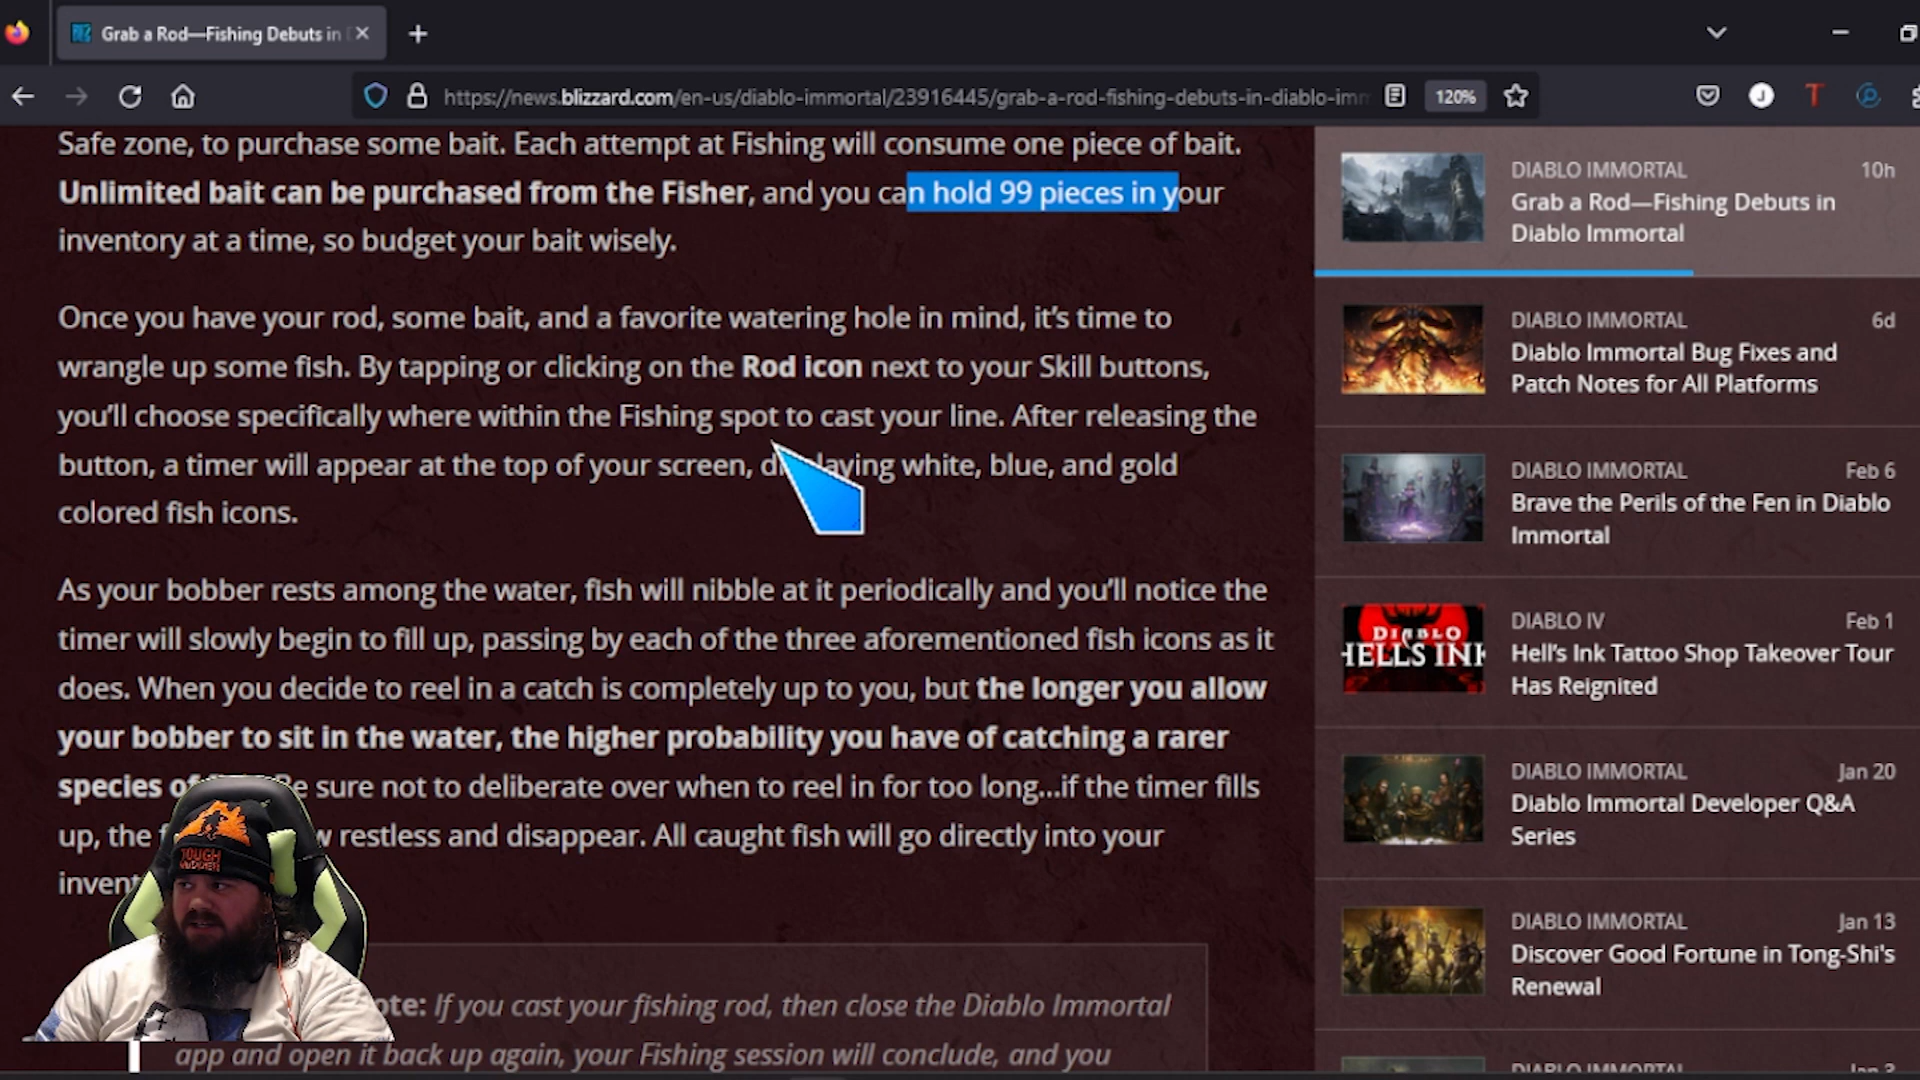 Grab a Rod—Fishing Debuts in
https://news.blizzard.com/en-us/diablo-immortal/23916445/grab-a-rod-fishing-debuts-in-diablo-imm
120%
Safe zone, to purchase some bait. Each attempt at Fishing will consume one piece of bait.
Unlimited bait can be purchased from the Fisher, and you can hold 99 pieces in your
inventory at a time, so budget your bait wisely.
Once you have your rod, some bait, and a favorite watering hole in mind, it’s time to
wrangle up some fish. By tapping or clicking on the Rod icon next to your Skill buttons,
you’ll choose specifically where within the Fishing spot to cast your line. After releasing the
button, a timer will appear at the top of your screen, displaying white, blue, and gold
colored fish icons.
As your bobber rests among the water, fish will nibble at it periodically and you’ll notice the
timer will slowly begin to fill up, passing by each of the three aforementioned fish icons as it
does. When you decide to reel in a catch is completely up to you, but the longer you allow
your bobber to sit in the water, the higher probability you have of catching a rarer
species of Be sure not to deliberate over when to reel in for too long...if the timer fills
up, the restless and disappear. All caught fish will go directly into your
invent
ote: If you cast your fishing rod, then close the Diablo Immortal
app and open it back up again, your Fishing session will conclude, and you
TOUGH
MUDDER
DIABLO IMMORTAL 10h
Grab a Rod—Fishing Debuts in
Diablo Immortal
DIABLO IMMORTAL 6d
Diablo Immortal Bug Fixes and
Patch Notes for All Platforms
DIABLO IMMORTAL Feb 6
Brave the Perils of the Fen in Diablo
Immortal
DIABLO
HELLS INK
DIABLO IV Feb 1
Hell’s Ink Tattoo Shop Takeover Tour
Has Reignited
DIABLO IMMORTAL Jan 20
Diablo Immortal Developer Q&A
Series
DIABLO IMMORTAL Jan 13
Discover Good Fortune in Tong-Shi's
Renewal
DIABLO IMMORTAL Jan 3